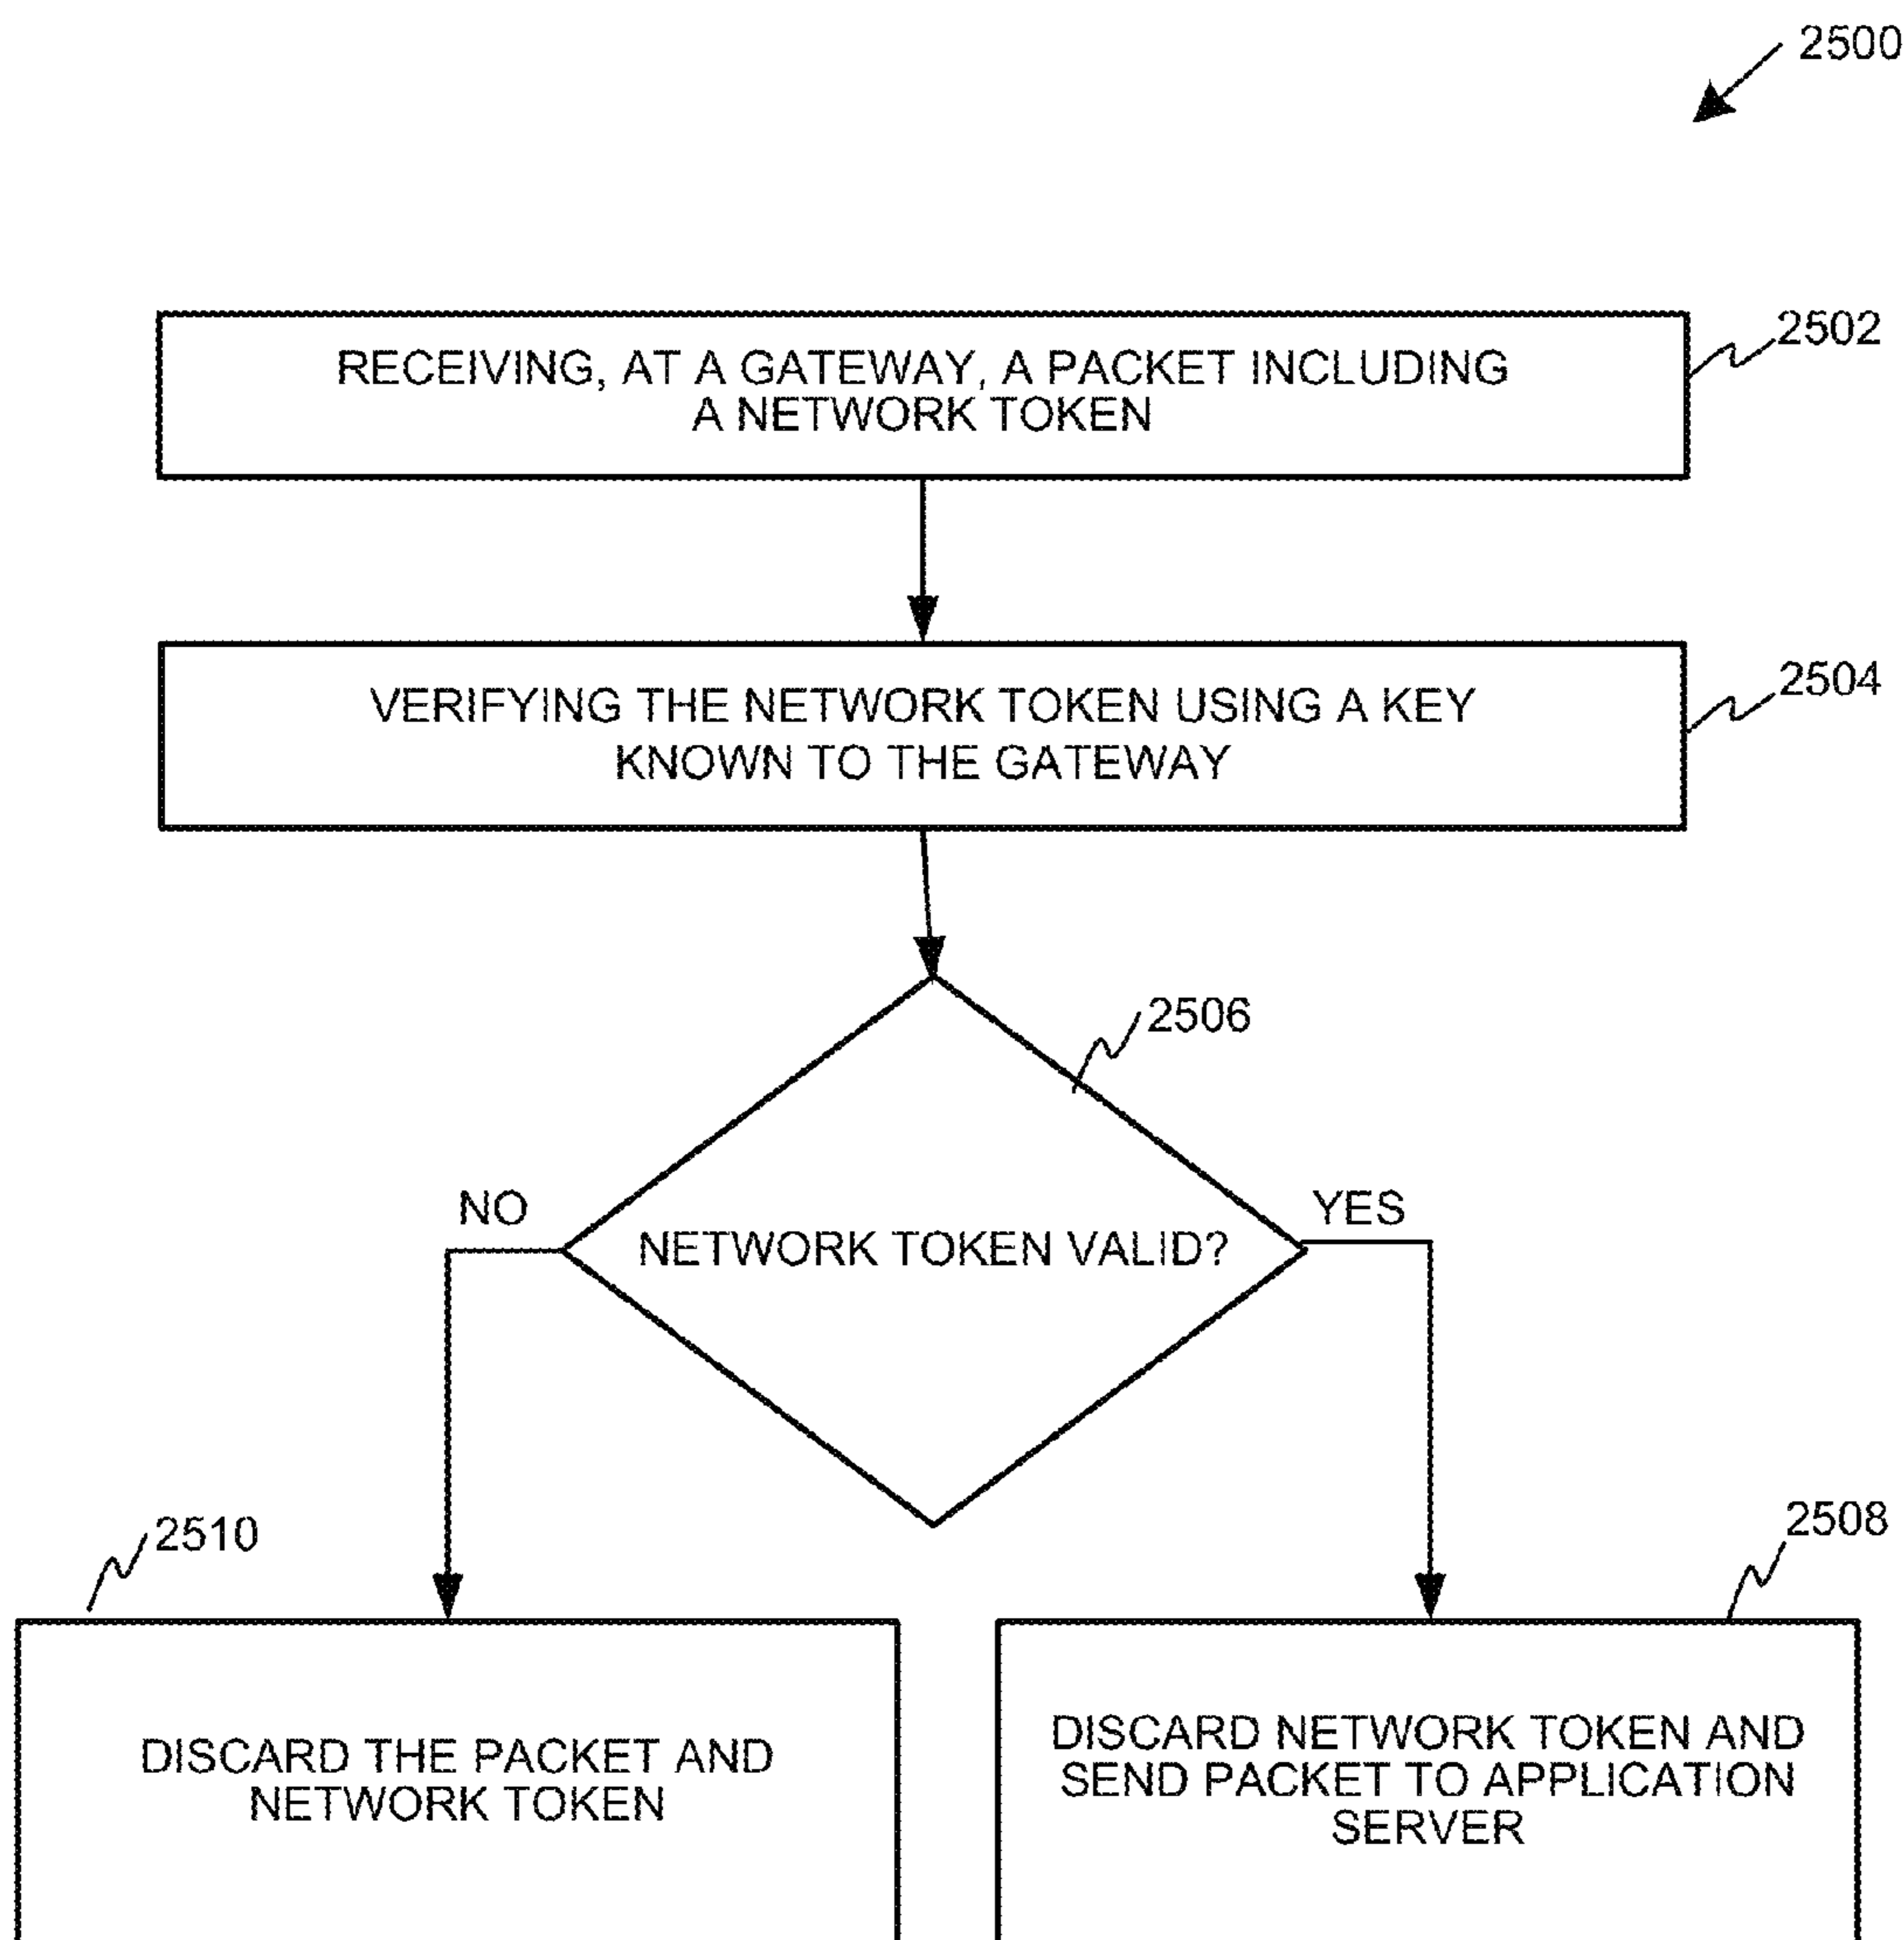 2500
2502
RECEIVING, AT A GATEWAY, A PACKET INCLUDING
A NETWORK TOKEN
2504
VERIFYING THE NETWORK TOKEN USING A KEY
KNOWN TO THE GATEWAY
2506
NO
YES
NETWORK TOKEN VALID?
2510
2508
DISCARD THE PACKET AND
NETWORK TOKEN
DISCARD NETWORK TOKEN AND
SEND PACKET TO APPLICATION
SERVER